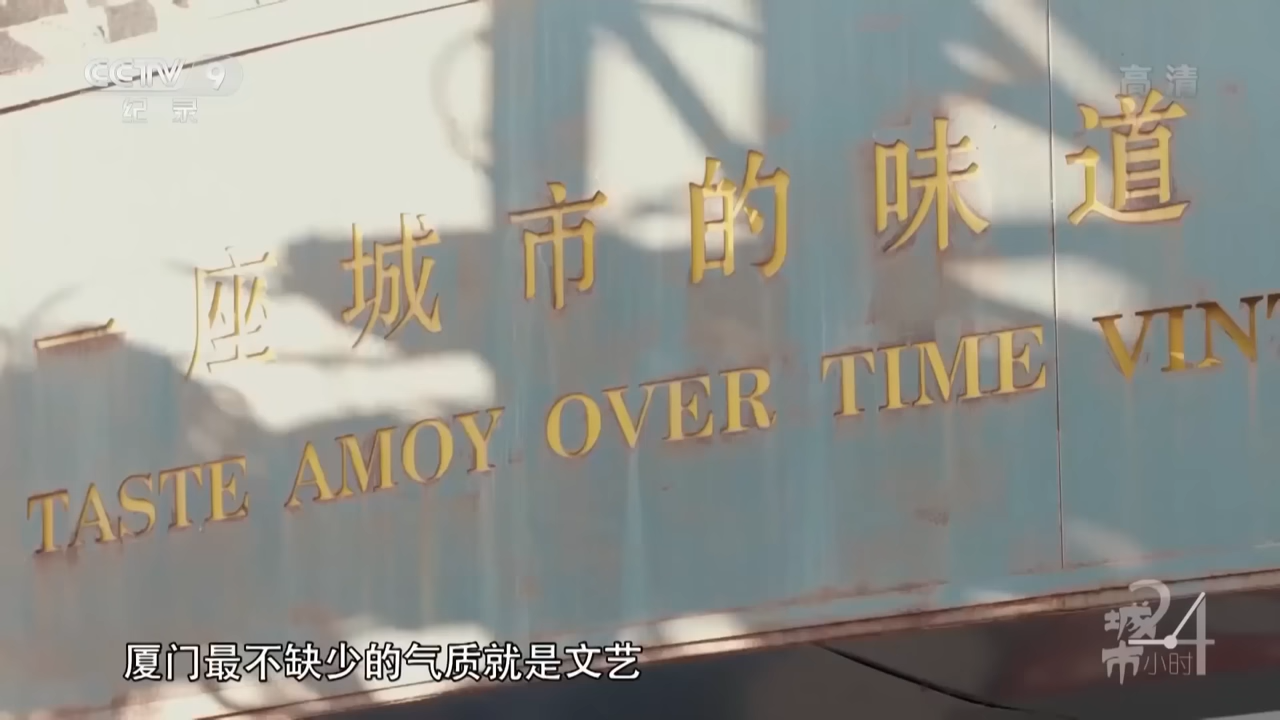 CCTV 9
高清
纪录
一座城市的味道
TASTE AMOY OVER TIME VINT
城市24小时
厦门最不缺少的气质就是文艺